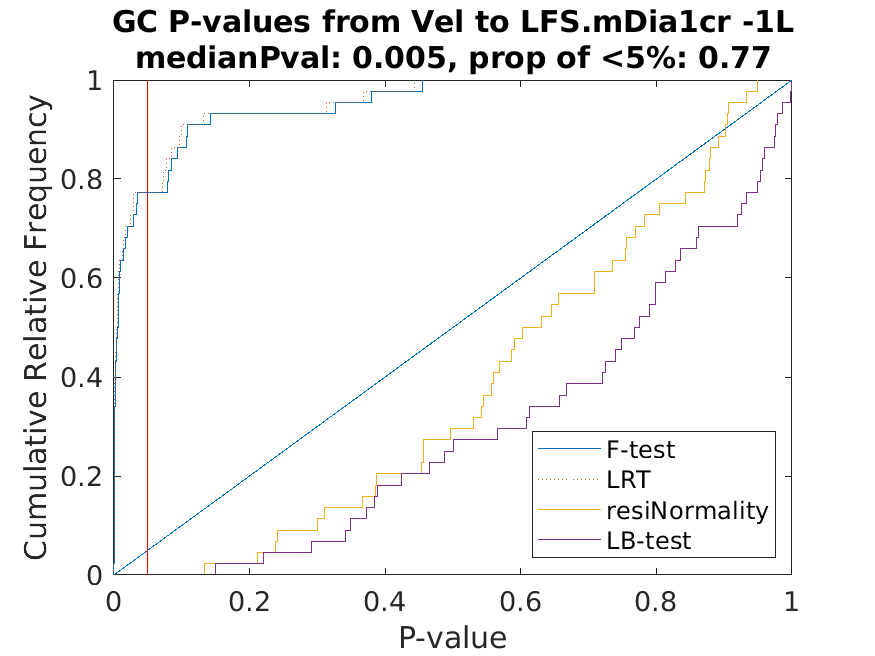 GC P-values from Vel to LFS.mDia1cr -1L
medianPval: 0.005, prop of <5%: 0.77
Cumulative Relative Frequency
1
0.8
0.6
0.4
0.2
0
0
0.2
0.4
0.6
0.8
1
P-value
F-test
LRT
resiNormality
LB-test